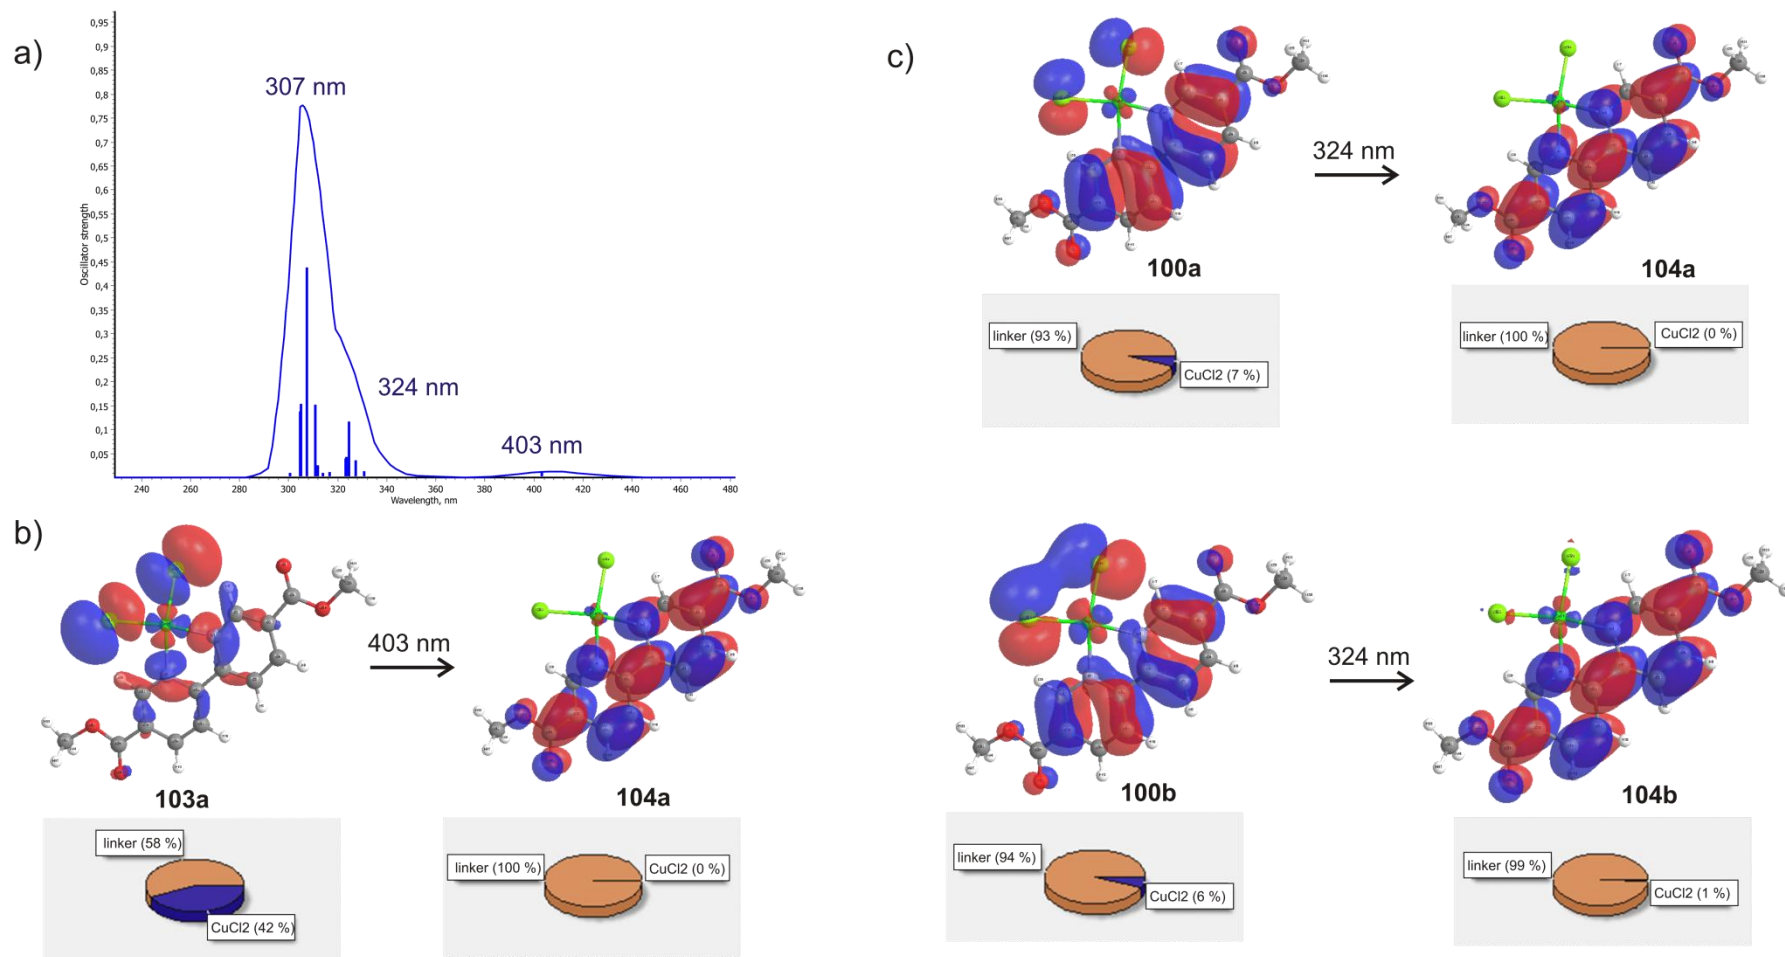 a)
0,95
0,9
0,85
0,8
0,75
0,7
0,65
0,6
0,55
0,5
0,45
0,4
0,35
0,3
0,25
0,2
0,15
0,1
0,05
Oscillator strength
307 nm
324 nm
403 nm
240 260 280 300 320 340 360 380 400 420 440 460 480
Wavelength, nm
b)
403 nm
103a
104a
linker (58 %)
CuCl2 (42 %)
linker (100 %)
CuCl2 (0 %)
c)
324 nm
100a
104a
linker (93 %)
CuCl2 (7 %)
linker (100 %)
CuCl2 (0 %)
324 nm
100b
104b
linker (94 %)
CuCl2 (6 %)
linker (99 %)
CuCl2 (1 %)